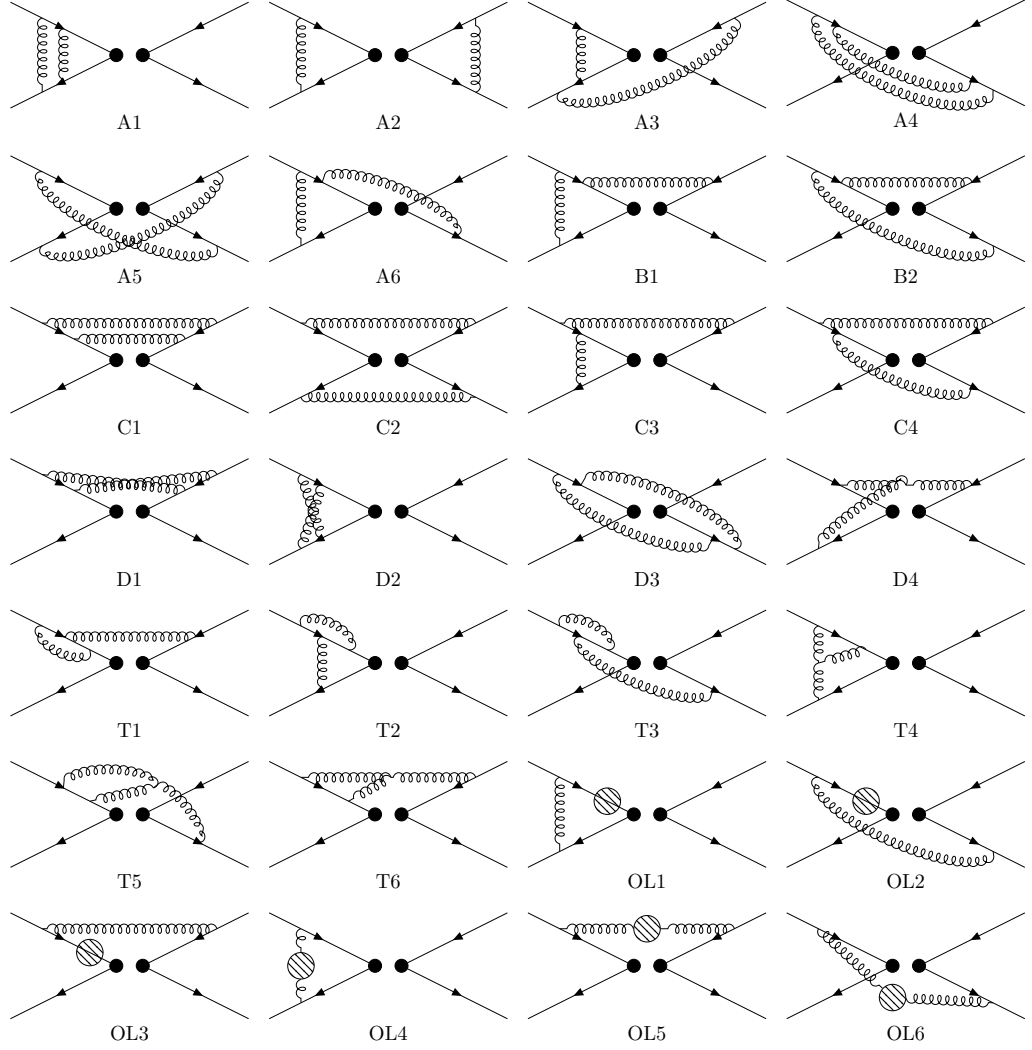 A1 A2 A3 A4
A5 A6 B1 B2
C1 C2 C3 C4
D1 D2 D3 D4
T1 T2 T3 T4
T5 T6 OL1 OL2
OL3 OL4 OL5 OL6